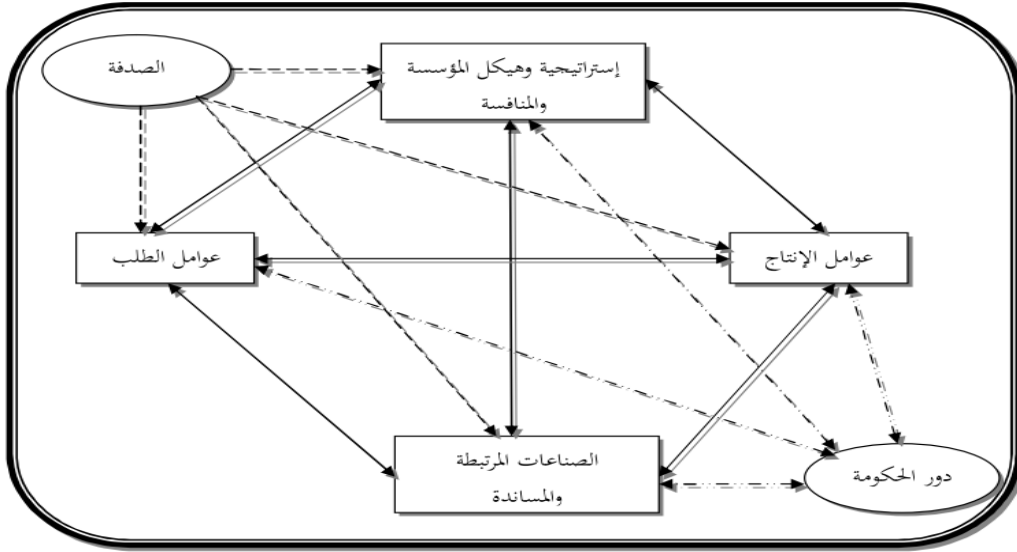 الصدفة
إستراتيجية وهيكل المؤسسة
والمنافسة
عوامل الطلب
عوامل الإنتاج
الصناعات المرتبطة
والمساندة
دور الحكومة